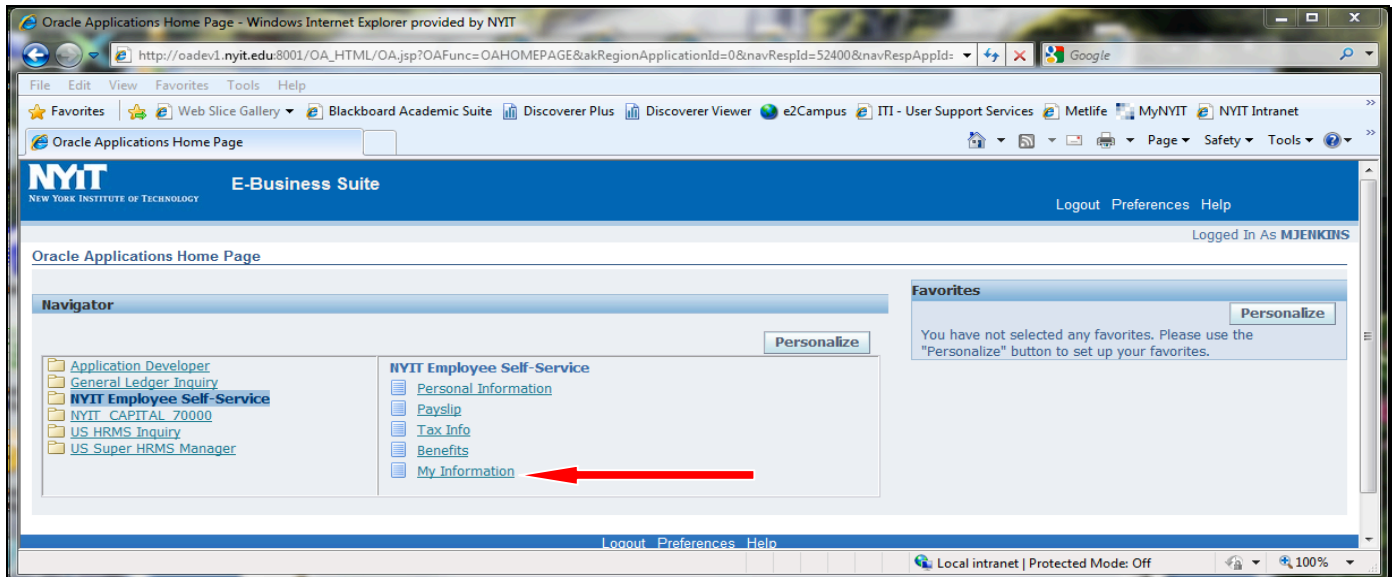 Oracle Applications Home Page - Windows Internet Explorer provided by NYIT
http://oadev1.nyit.edu:8001/OA_HTML/OA.jsp?OAFunc=OAHOMEPAGE&akRegionApplicationId=0&navRespId=52400&navRespAppId=
Google
File Edit View Favorites Tools Help
Favorites Web Slice Gallery Blackboard Academic Suite Discoverer Plus Discoverer Viewer e2Campus ITI - User Support Services Metlife MyNYIT NYIT Intranet
Oracle Applications Home Page
Page Safety Tools
NYIT
NEW YORK INSTITUTE OF TECHNOLOGY
E-Business Suite
Logout Preferences Help
Logged In As MJENKINS
Oracle Applications Home Page
Navigator
Personalize
Application Developer
General Ledger Inquiry
NYIT Employee Self-Service
NYIT_CAPITAL_70000
US HRMS Inquiry
US Super HRMS Manager
NYIT Employee Self-Service
Personal Information
Payslip
Tax Info
Benefits
My Information
Favorites
Personalize
You have not selected any favorites. Please use the
"Personalize" button to set up your favorites.
Logout Preferences Help
Local intranet | Protected Mode: Off
100%